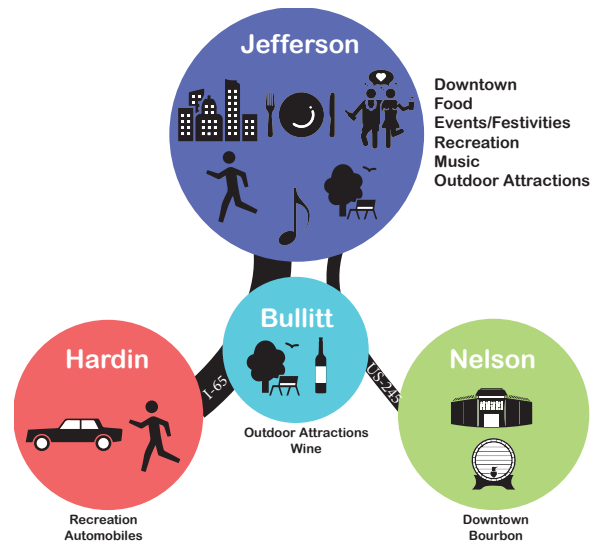 Jefferson
Downtown
Food
Events/Festivities
Recreation
Music
Outdoor Attractions
Bullitt
Hardin
Nelson
I-65
US-245
Outdoor Attractions
Wine
Recreation
Automobiles
Downtown
Bourbon